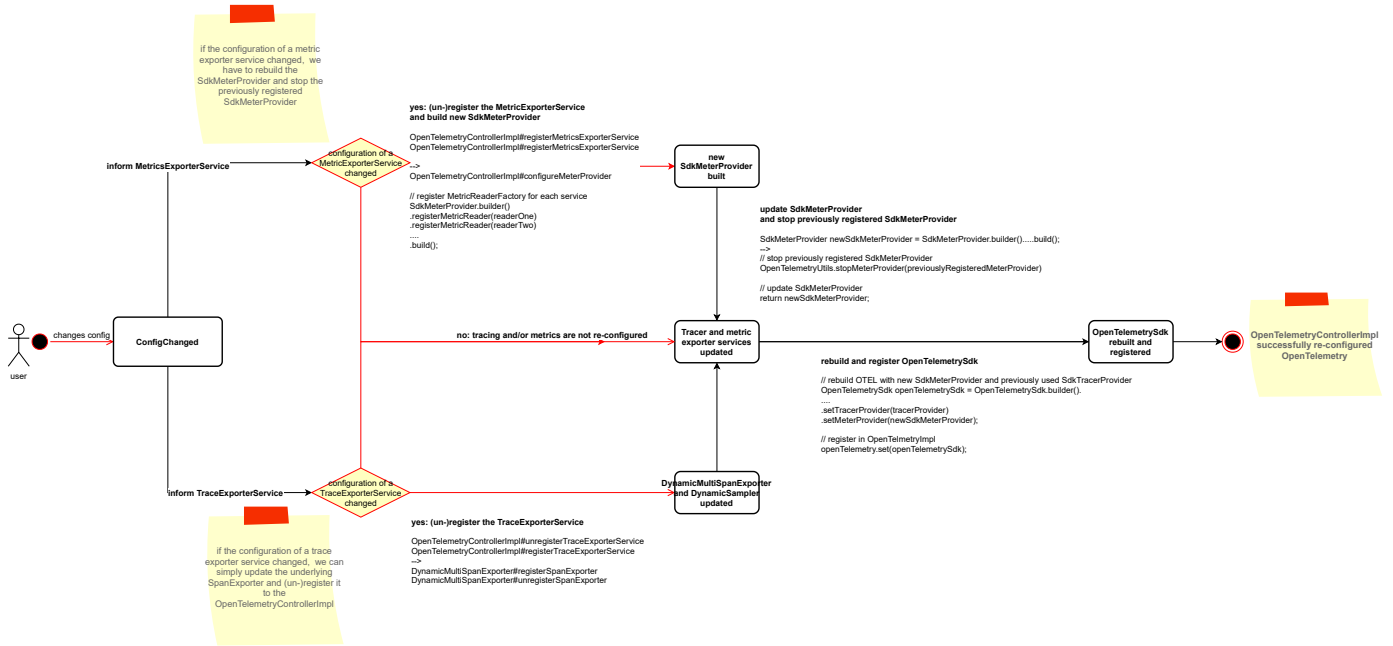 if the configuration of a metric
exporter service changed, we
have to rebuild the
SdkMeterProvider and stop the
previously registered
SdkMeterProvider
yes: (un-)register the MetricExporterService
and build new SdkMeterProvider
OpenTelemetryControllerImpl#registerMetricsExporterService
OpenTelemetryControllerImpl#registerMetricsExporterService
-->
OpenTelemetryControllerImpl#configureMeterProvider
// register MetricReaderFactory for each service
SdkMeterProvider.builder()
.registerMetricReader(readerOne)
.registerMetricReader(readerTwo)
....
.build();
inform MetricsExporterService
configuration of a
MetricExporterService
changed
new
SdkMeterProvider
built
update SdkMeterProvider
and stop previously registered SdkMeterProvider
SdkMeterProvider newSdkMeterProvider = SdkMeterProvider.builder().....build();
-->
// stop previously registered SdkMeterProvider
OpenTelemetryUtils.stopMeterProvider(previouslyRegisteredMeterProvider)
// update SdkMeterProvider
return newSdkMeterProvider;
user
changes config
ConfigChanged
no: tracing and/or metrics are not re-configured
Tracer and metric
exporter services
updated
OpenTelemetrySdk
rebuilt and
registered
OpenTelemetryControllerImpl
successfully re-configured
OpenTelemetry
rebuild and register OpenTelemetrySdk
// rebuild OTEL with new SdkMeterProvider and previously used SdkTracerProvider
OpenTelemetrySdk openTelemetrySdk = OpenTelemetrySdk.builder().
....
.setTracerProvider(tracerProvider)
.setMeterProvider(newSdkMeterProvider);
// register in OpenTelmetryImpl
openTelemetry.set(openTelemetrySdk);
inform TraceExporterService
configuration of a
TraceExporterService
changed
DynamicMultiSpanExporter
and DynamicSampler
updated
yes: (un-)register the TraceExporterService
OpenTelemetryControllerImpl#unregisterTraceExporterService
OpenTelemetryControllerImpl#registerTraceExporterService
-->
DynamicMultiSpanExporter#registerSpanExporter
DynamicMultiSpanExporter#unregisterSpanExporter
if the configuration of a trace
exporter service changed, we can
simply update the underlying
SpanExporter and (un-)register it
to the
OpenTelemetryControllerImpl